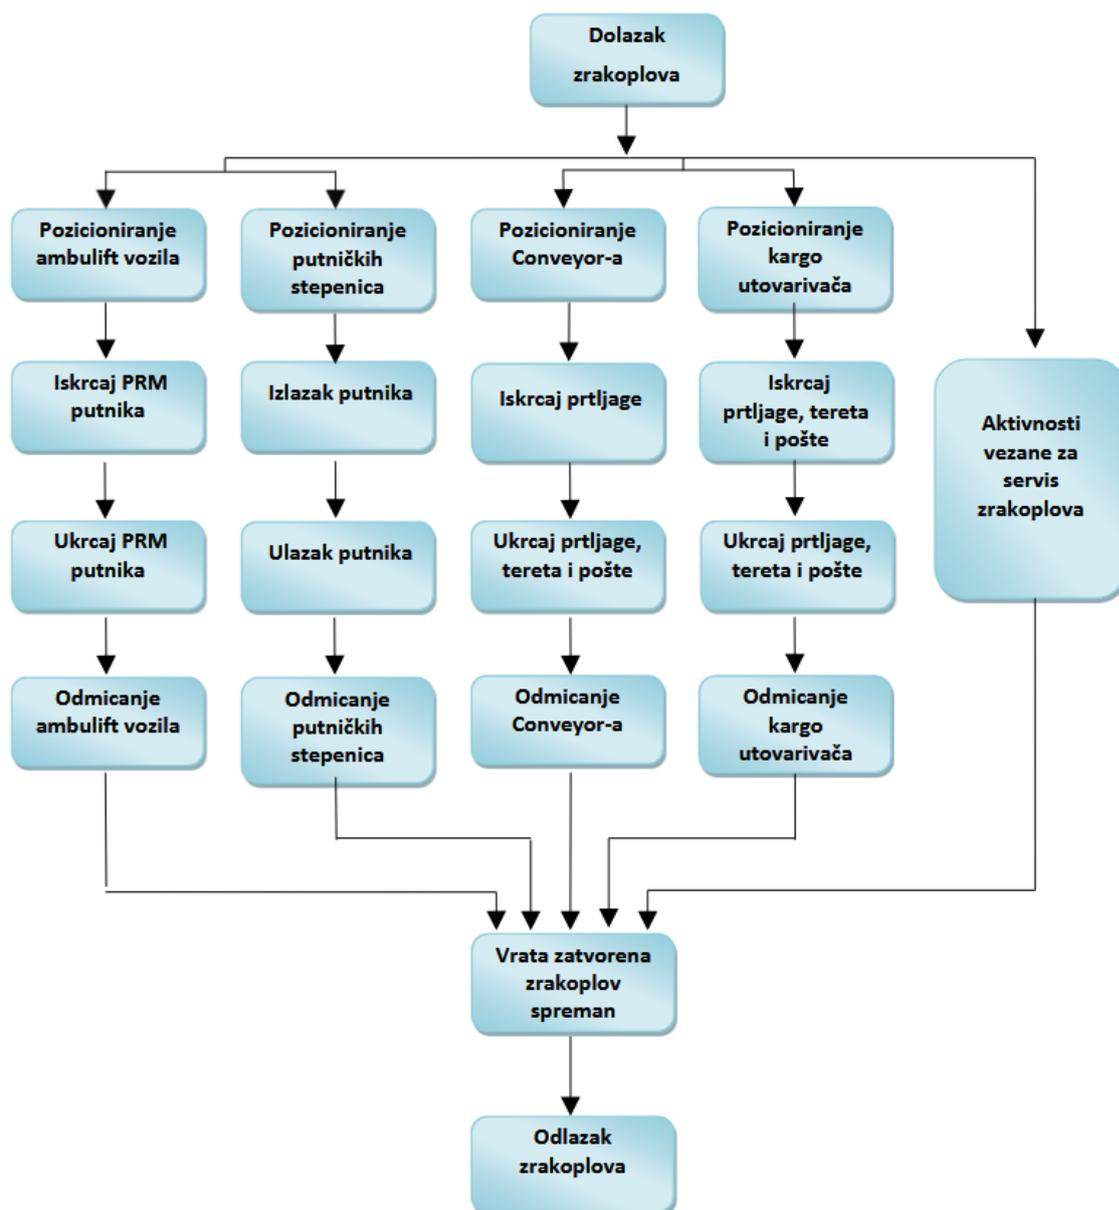 Dolazak
zrakoplova
Pozicioniranje
ambulift vozila
Pozicioniranje
putničkih
stepenica
Pozicioniranje
Conveyor-a
Pozicioniranje
kargo
utovarivača
Iskrcaj PRM
putnika
Izlazak putnika
Iskrcaj prtljage
Iskrcaj
prtljage, tereta
i pošte
Aktivnosti
vezane za
servis
zrakoplova
Ukrcaj PRM
putnika
Ulazak putnika
Ukrcaj prtljage,
tereta i pošte
Ukrcaj prtljage,
tereta i pošte
Odmicanje
ambulift vozila
Odmicanje
putničkih
stepenica
Odmicanje
Conveyor-a
Odmicanje
kargo
utovarivača
Vrata zatvorena
zrakoplov
spreman
Odlazak
zrakoplova